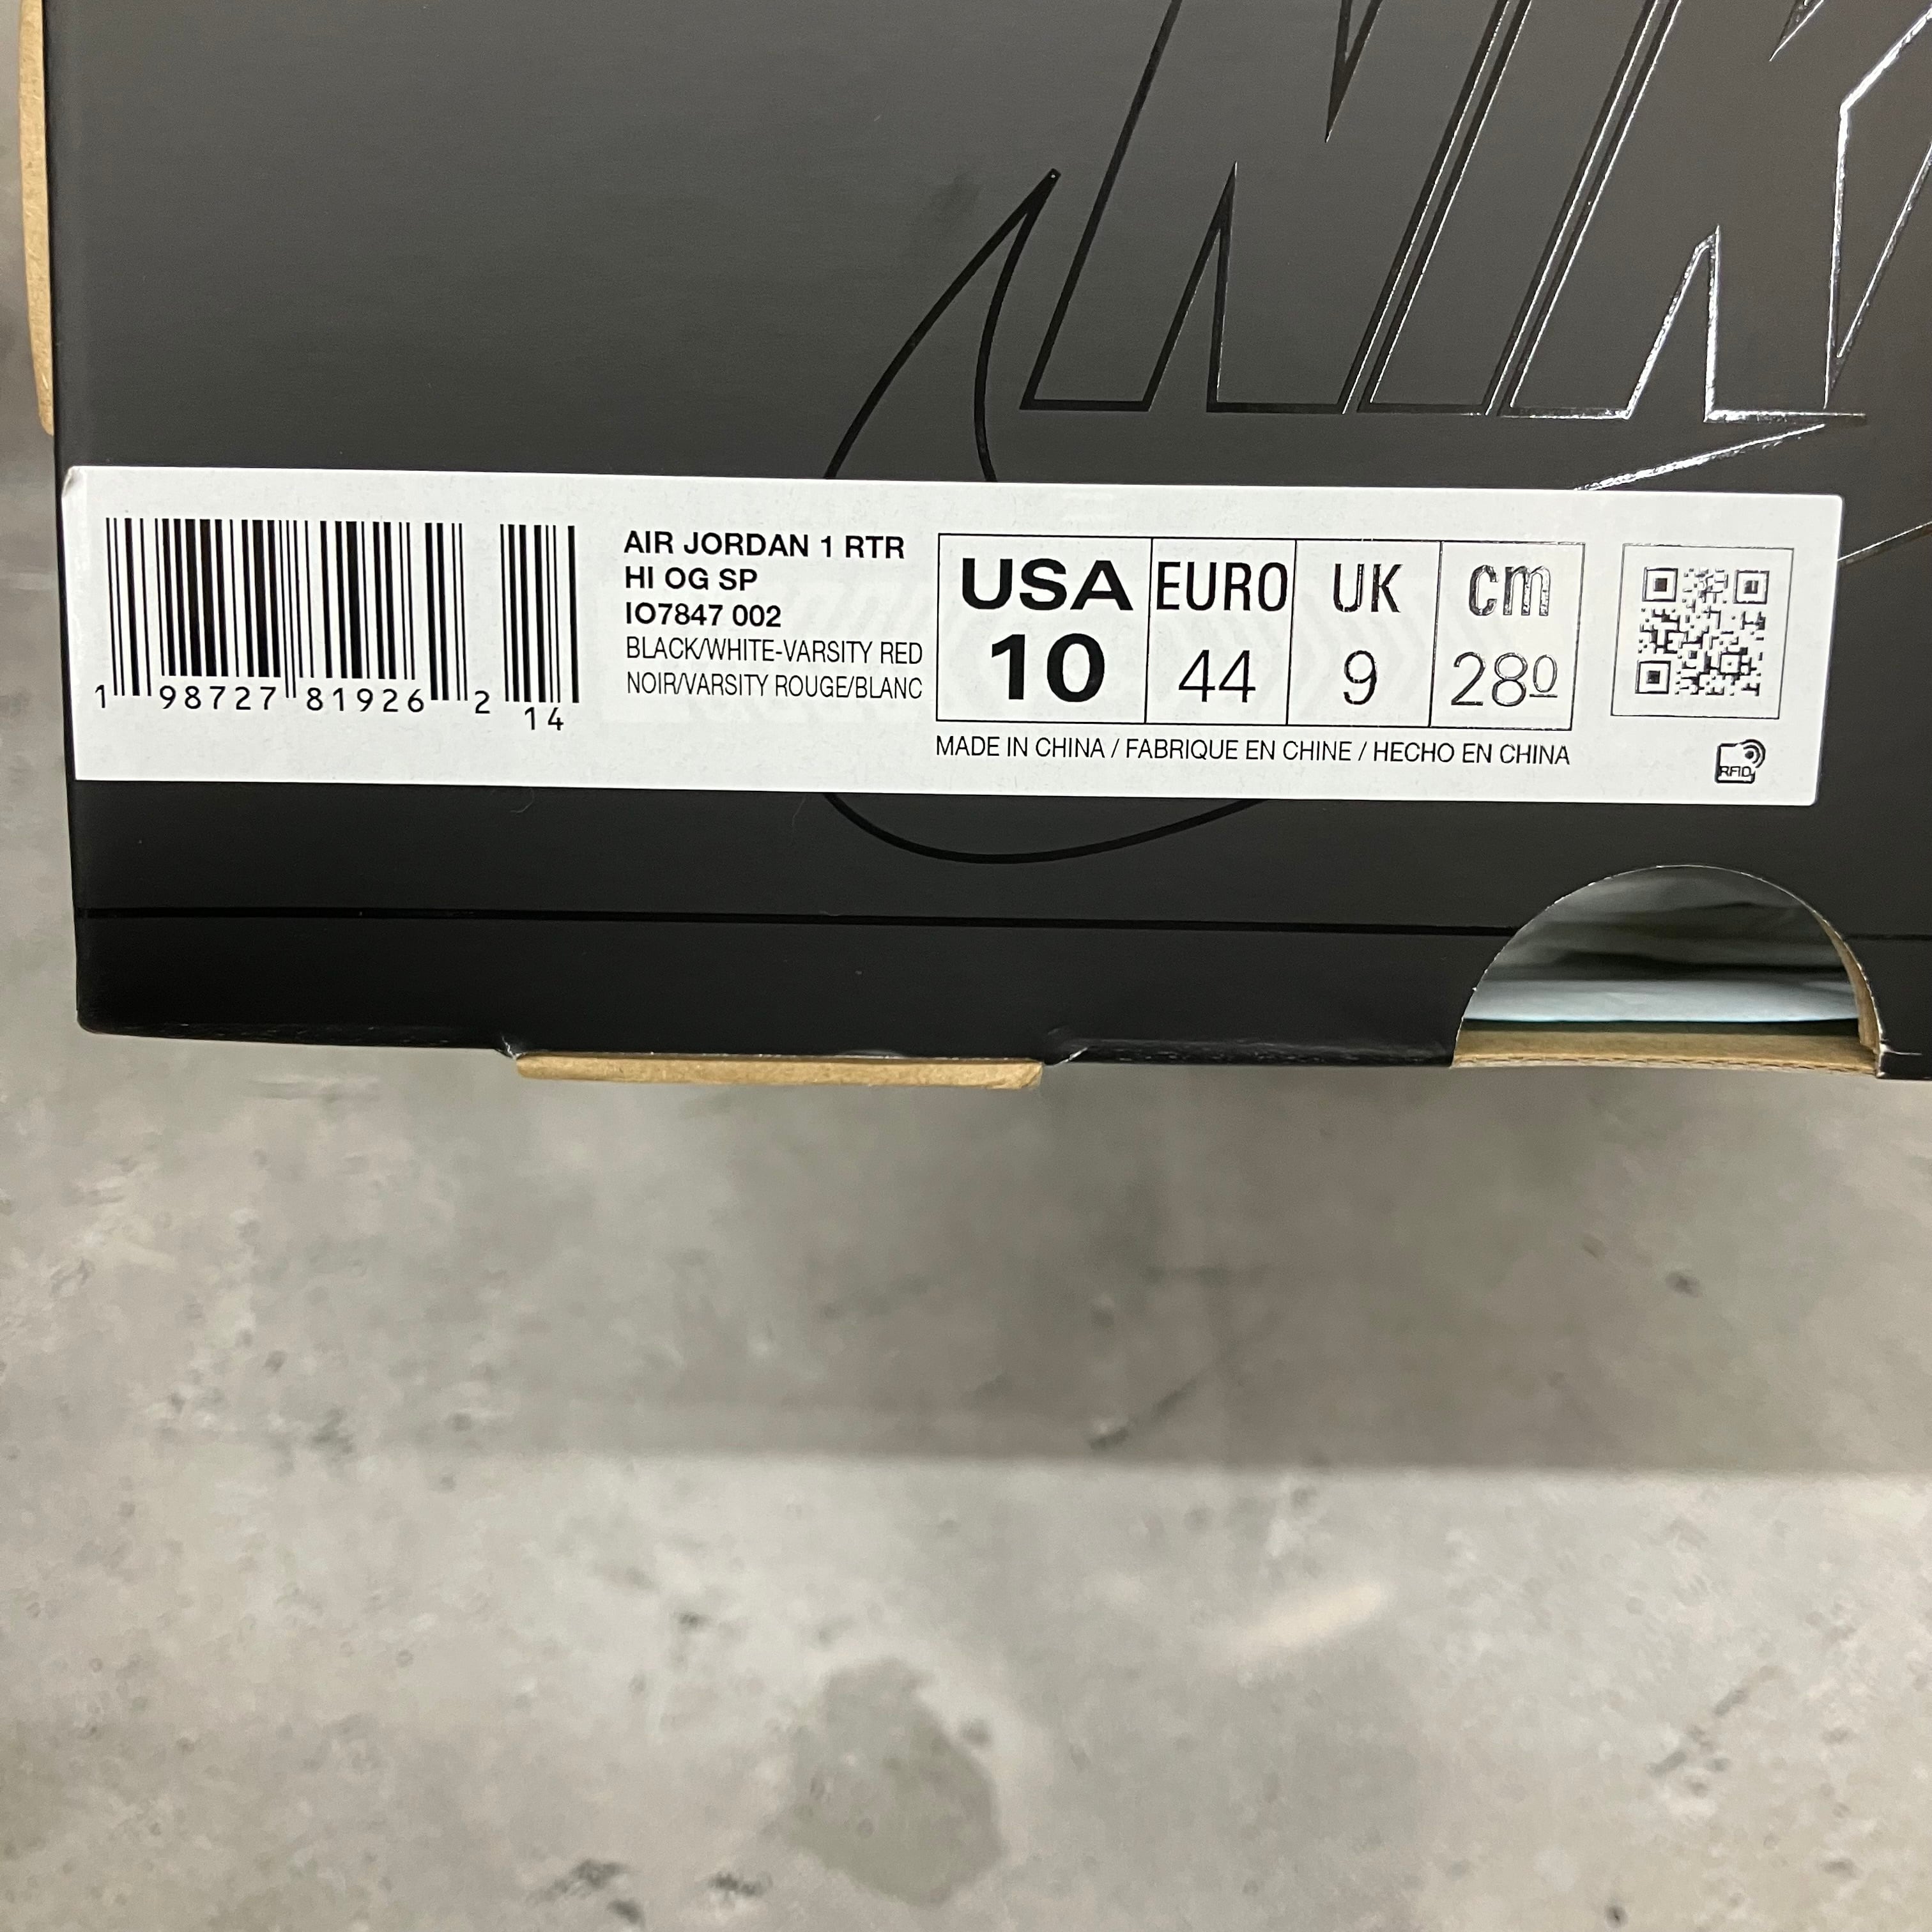 NIK
AIR JORDAN 1 RTR
HI OG SP
IO7847 002
BLACK/WHITE-VARSITY RED
NOIR/VARSITY ROUGE/BLANC
1 98727 81926 2 14
USA EURO UK cm
10 44 9 280
MADE IN CHINA / FABRIQUE EN CHINE / HECHO EN CHINA
RFID